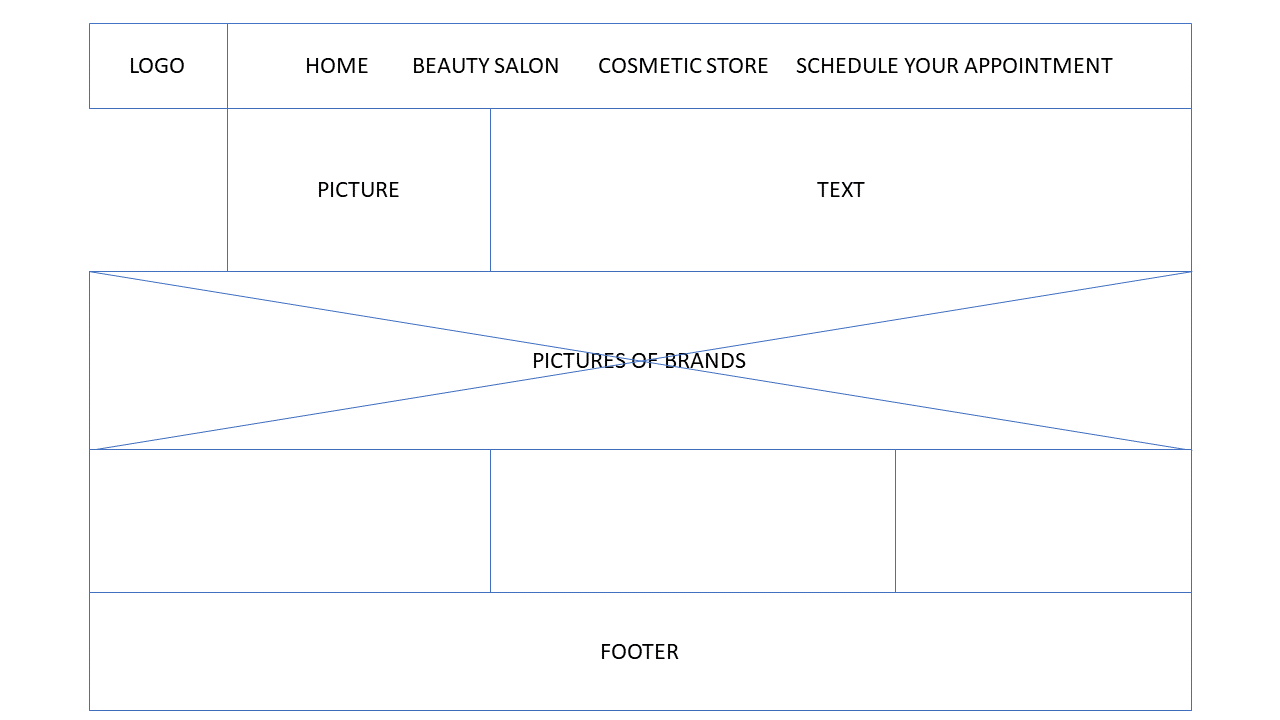 LOGO HOME BEAUTY SALON COSMETIC STORE SCHEDULE YOUR APPOINTMENT
PICTURE TEXT
PICTURES OF BRANDS
FOOTER